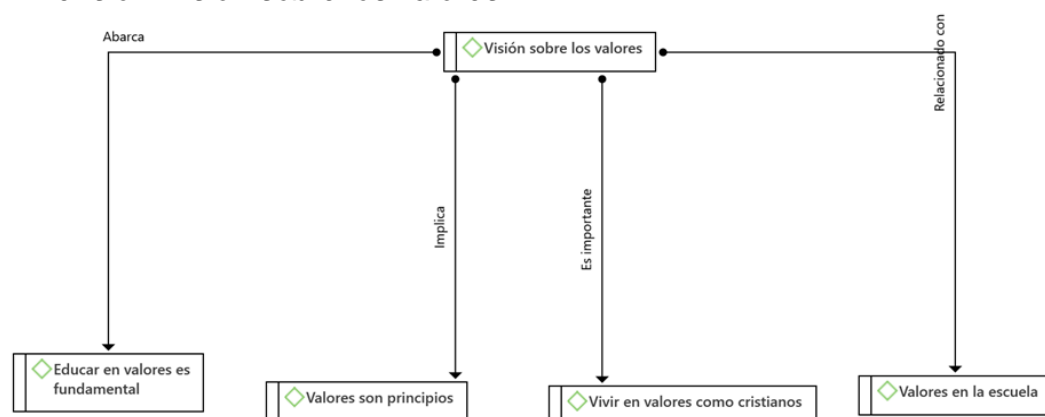 Abarca
Visión sobre los valores
Relacionado con
Implica
Es importante
Educar en valores es
fundamental
Valores son principios
Vivir en valores como cristianos
Valores en la escuela